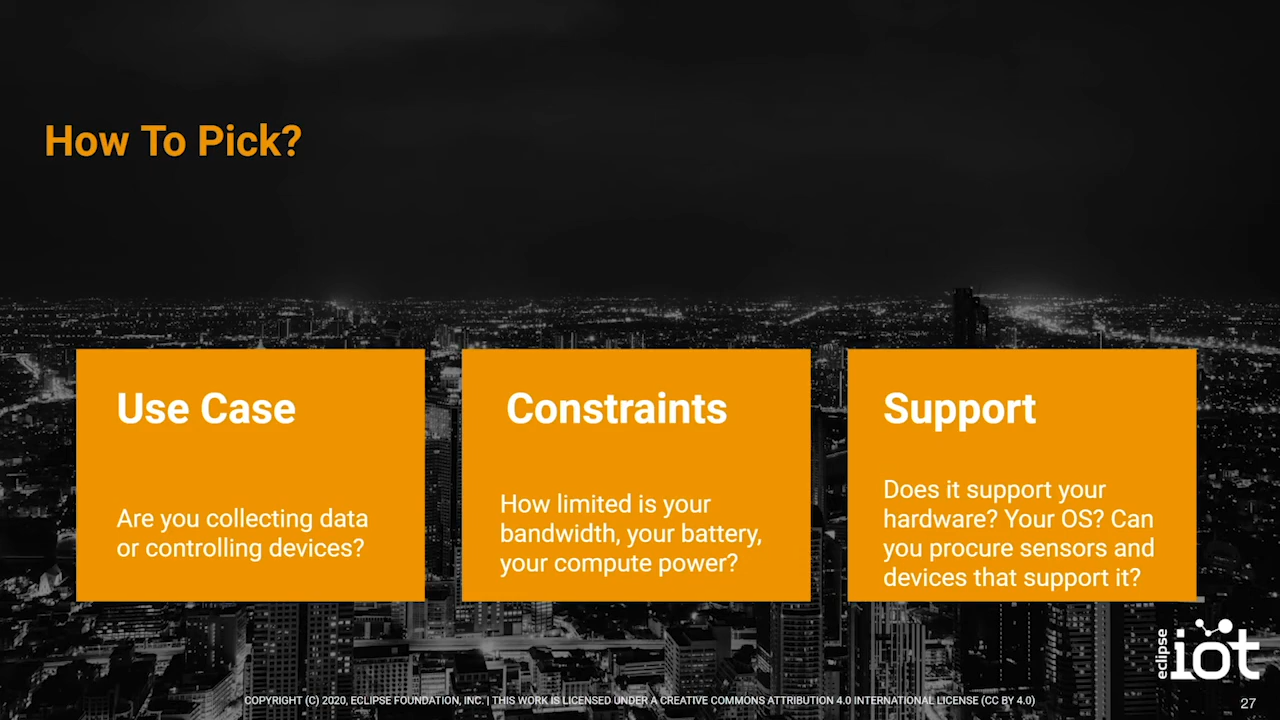 How To Pick?
Use Case
Are you collecting data
or controlling devices?
Constraints
How limited is your
bandwidth, your battery,
your compute power?
Support
Does it support your
hardware? Your OS? Can
you procure sensors and
devices that support it?
eclipse
iot
COPYRIGHT (C) 2020, ECLIPSE FOUNDATION, INC. | THIS WORK IS LICENSED UNDER A CREATIVE COMMONS ATTRIBUTION 4.0 INTERNATIONAL LICENSE (CC BY 4.0)
27